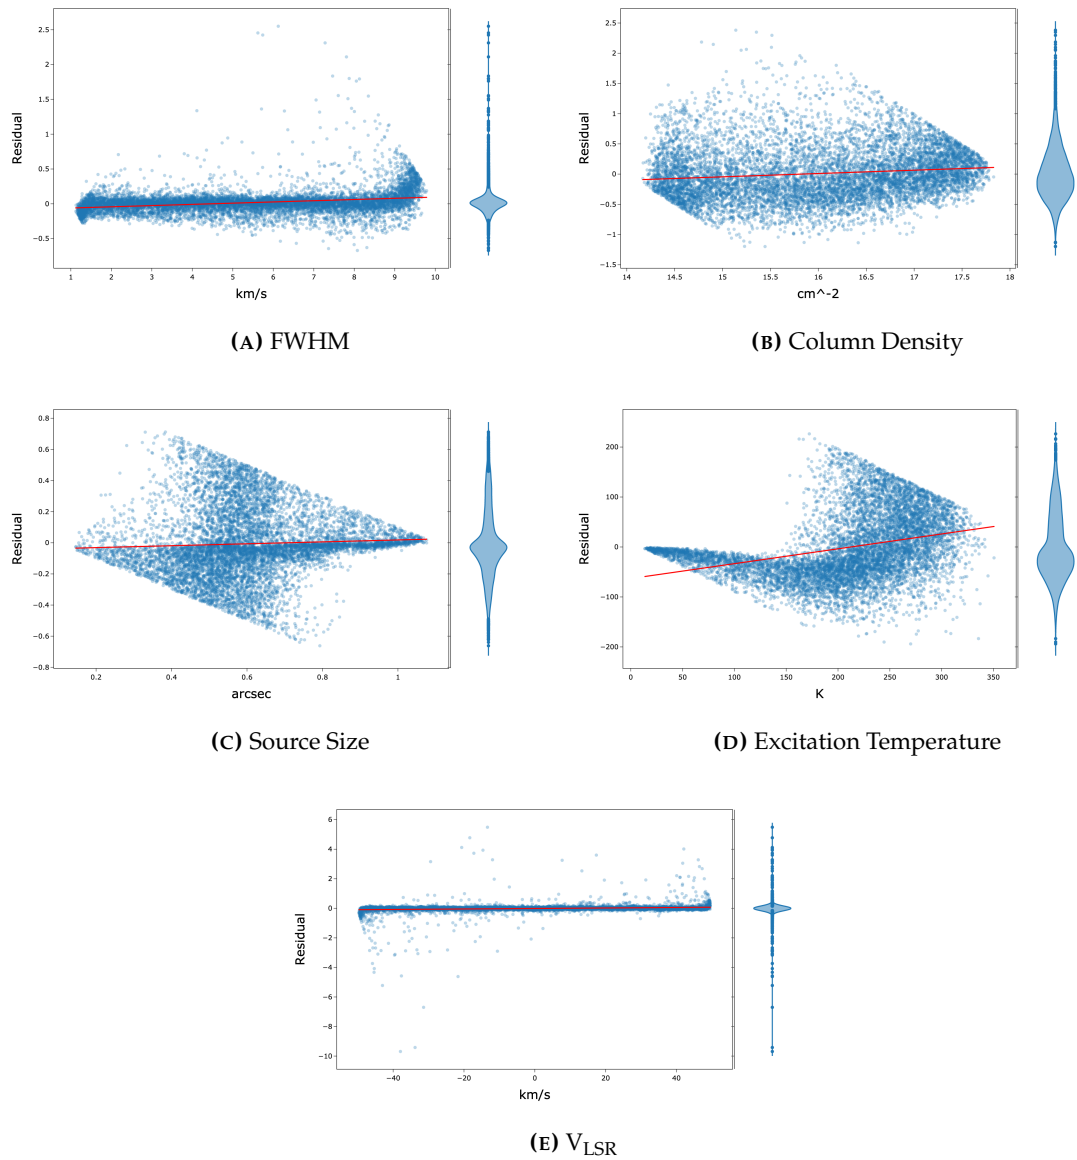 2.5
2
1.5
1
0.5
0
−0.5
Residual
1 2 3 4 5 6 7 8 9 10
km/s
(A) FWHM
2.5
2
1.5
1
0.5
0
−0.5
−1
−1.5
Residual
14 14.5 15 15.5 16 16.5 17 17.5 18
cm^-2
(B) Column Density
0.8
0.6
0.4
0.2
0
−0.2
−0.4
−0.6
−0.8
Residual
0.2 0.4 0.6 0.8 1
arcsec
(C) Source Size
200
100
0
−100
−200
Residual
0 50 100 150 200 250 300 350
K
(D) Excitation Temperature
6
4
2
0
−2
−4
−6
−8
−10
Residual
−40 −20 0 20 40
km/s
(E) V_LSR